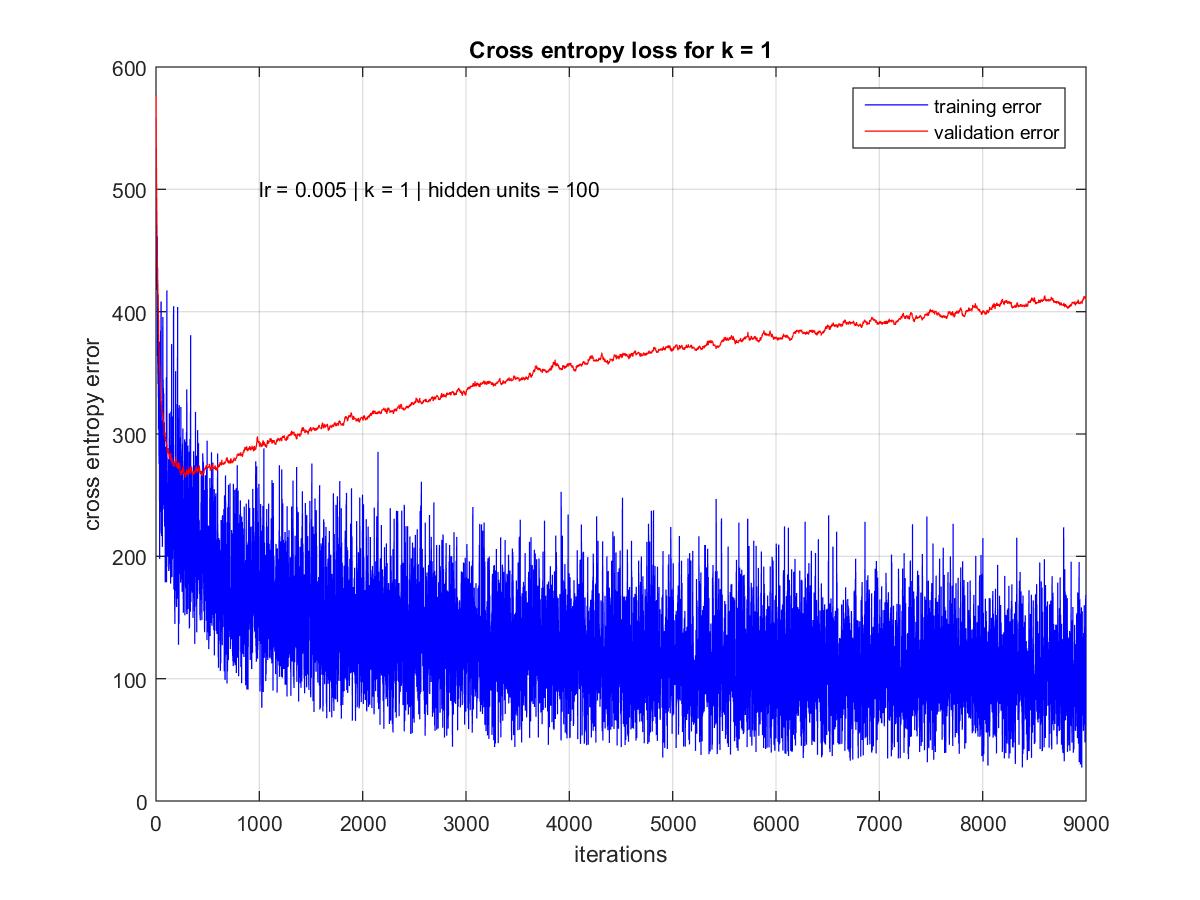 Cross entropy loss for k = 1
600
500
400
300
200
100
0
cross entropy error
training error
validation error
lr = 0.005 | k = 1 | hidden units = 100
0 1000 2000 3000 4000 5000 6000 7000 8000 9000
iterations